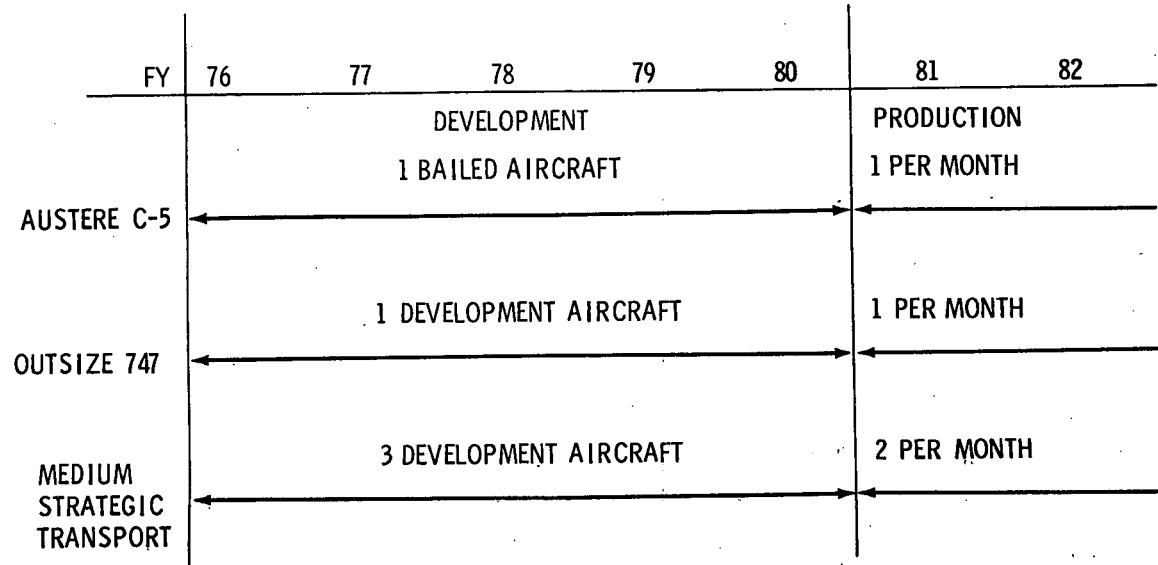 FY 76 77 78 79 80 81 82
DEVELOPMENT PRODUCTION
1 BAILED AIRCRAFT 1 PER MONTH
AUSTERE C-5
1 DEVELOPMENT AIRCRAFT 1 PER MONTH
OUTSIZE 747
3 DEVELOPMENT AIRCRAFT 2 PER MONTH
MEDIUM
STRATEGIC
TRANSPORT